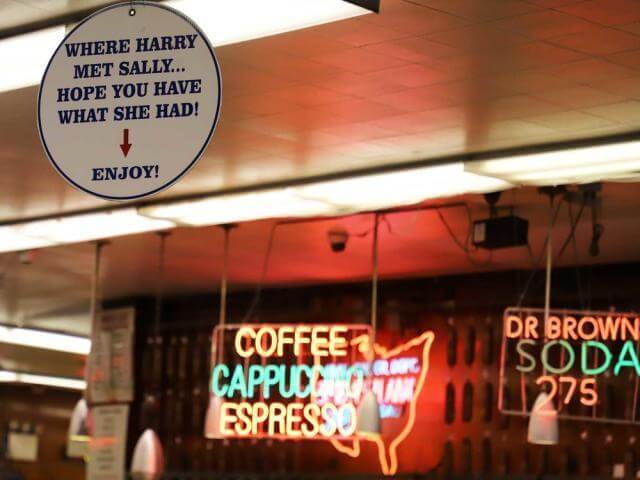 WHERE HARRY
MET SALLY...
HOPE YOU HAVE
WHAT SHE HAD!
ENJOY!
COFFEE
CAPPUCCINO
ESPRESSO
DR BROWN
SODA
275